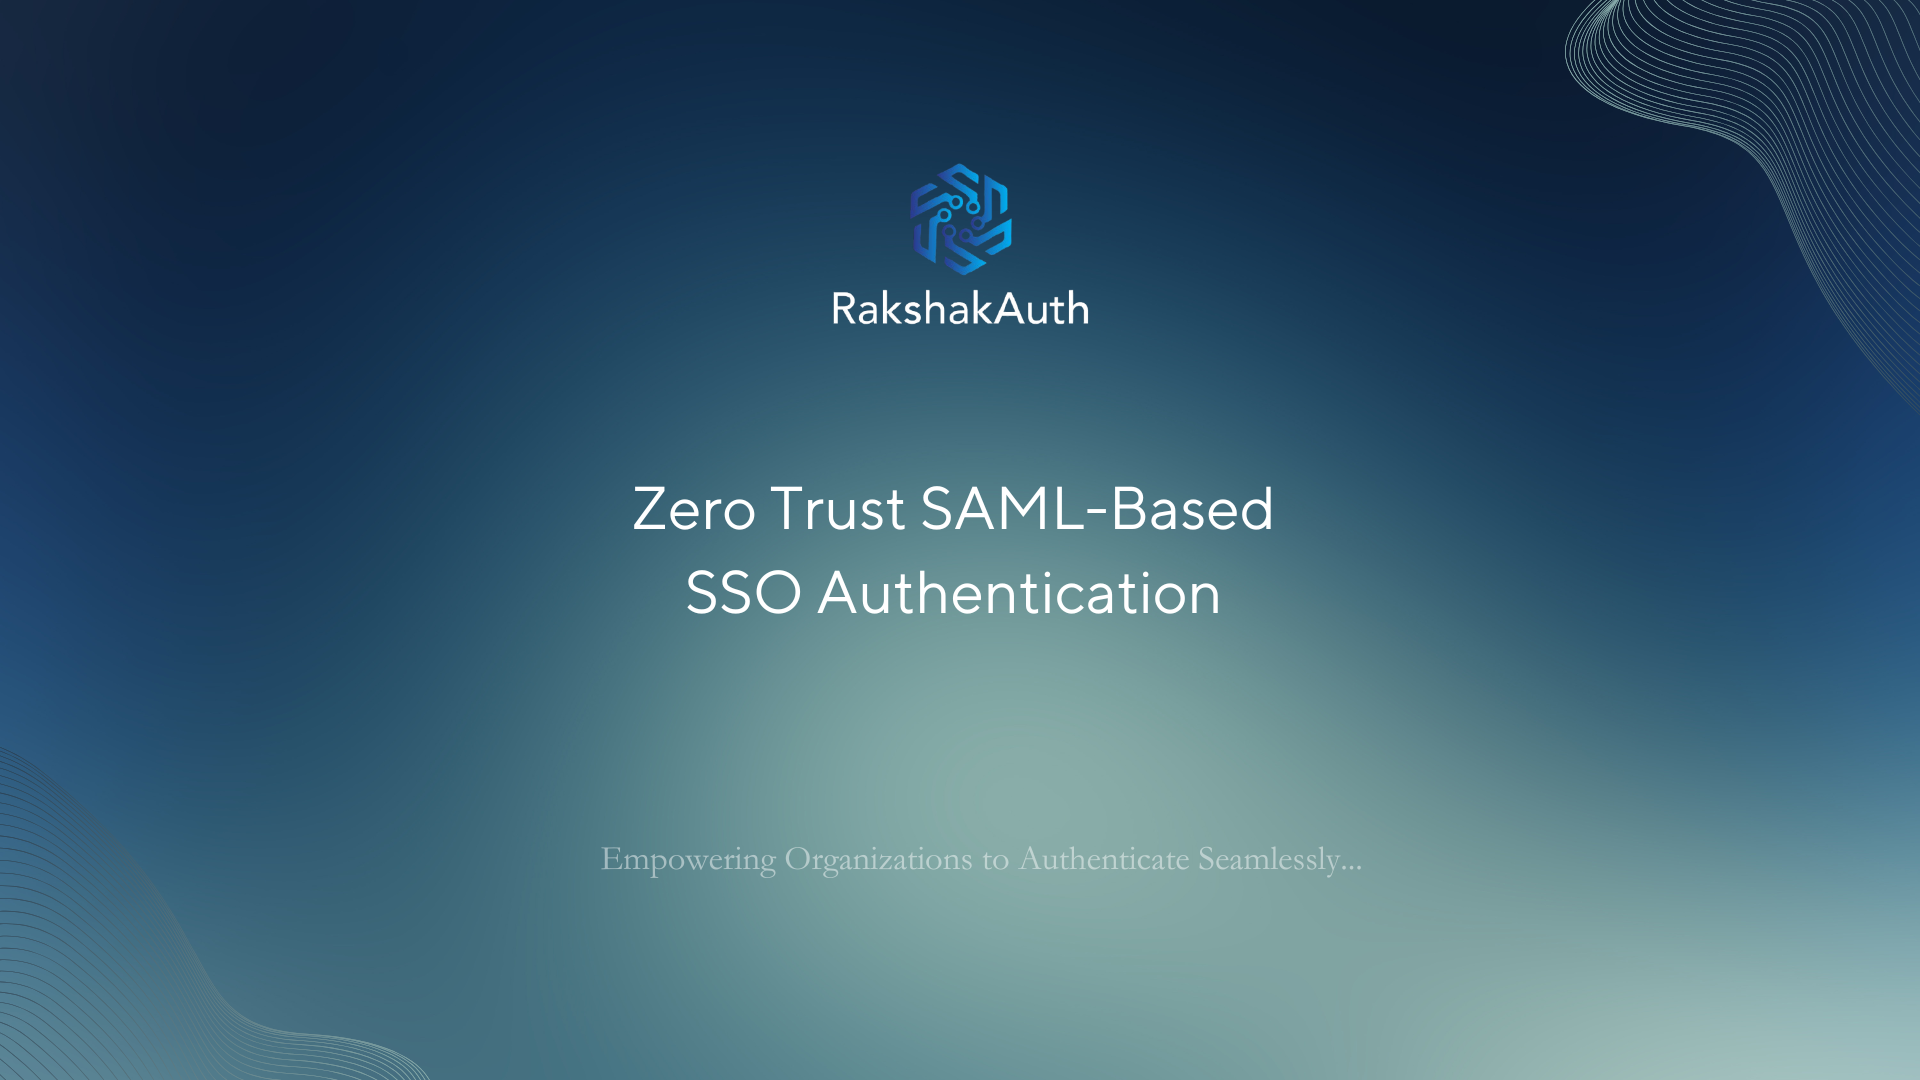 RakshakAuth
Zero Trust SAML-Based
SSO Authentication
Empowering Organizations to Authenticate Seamlessly...